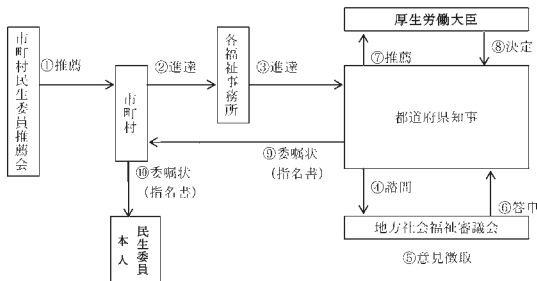 厚生労働大臣
市町村民生委員推薦会
①推薦
市町村
②進達
各福祉事務所
③進達
⑦推薦
⑧決定
都道府県知事
⑨委嘱状
(指名書)
⑩委嘱状
(指名書)
民生委員
本人
④諮問
⑥答申
地方社会福祉審議会
⑤意見徴取